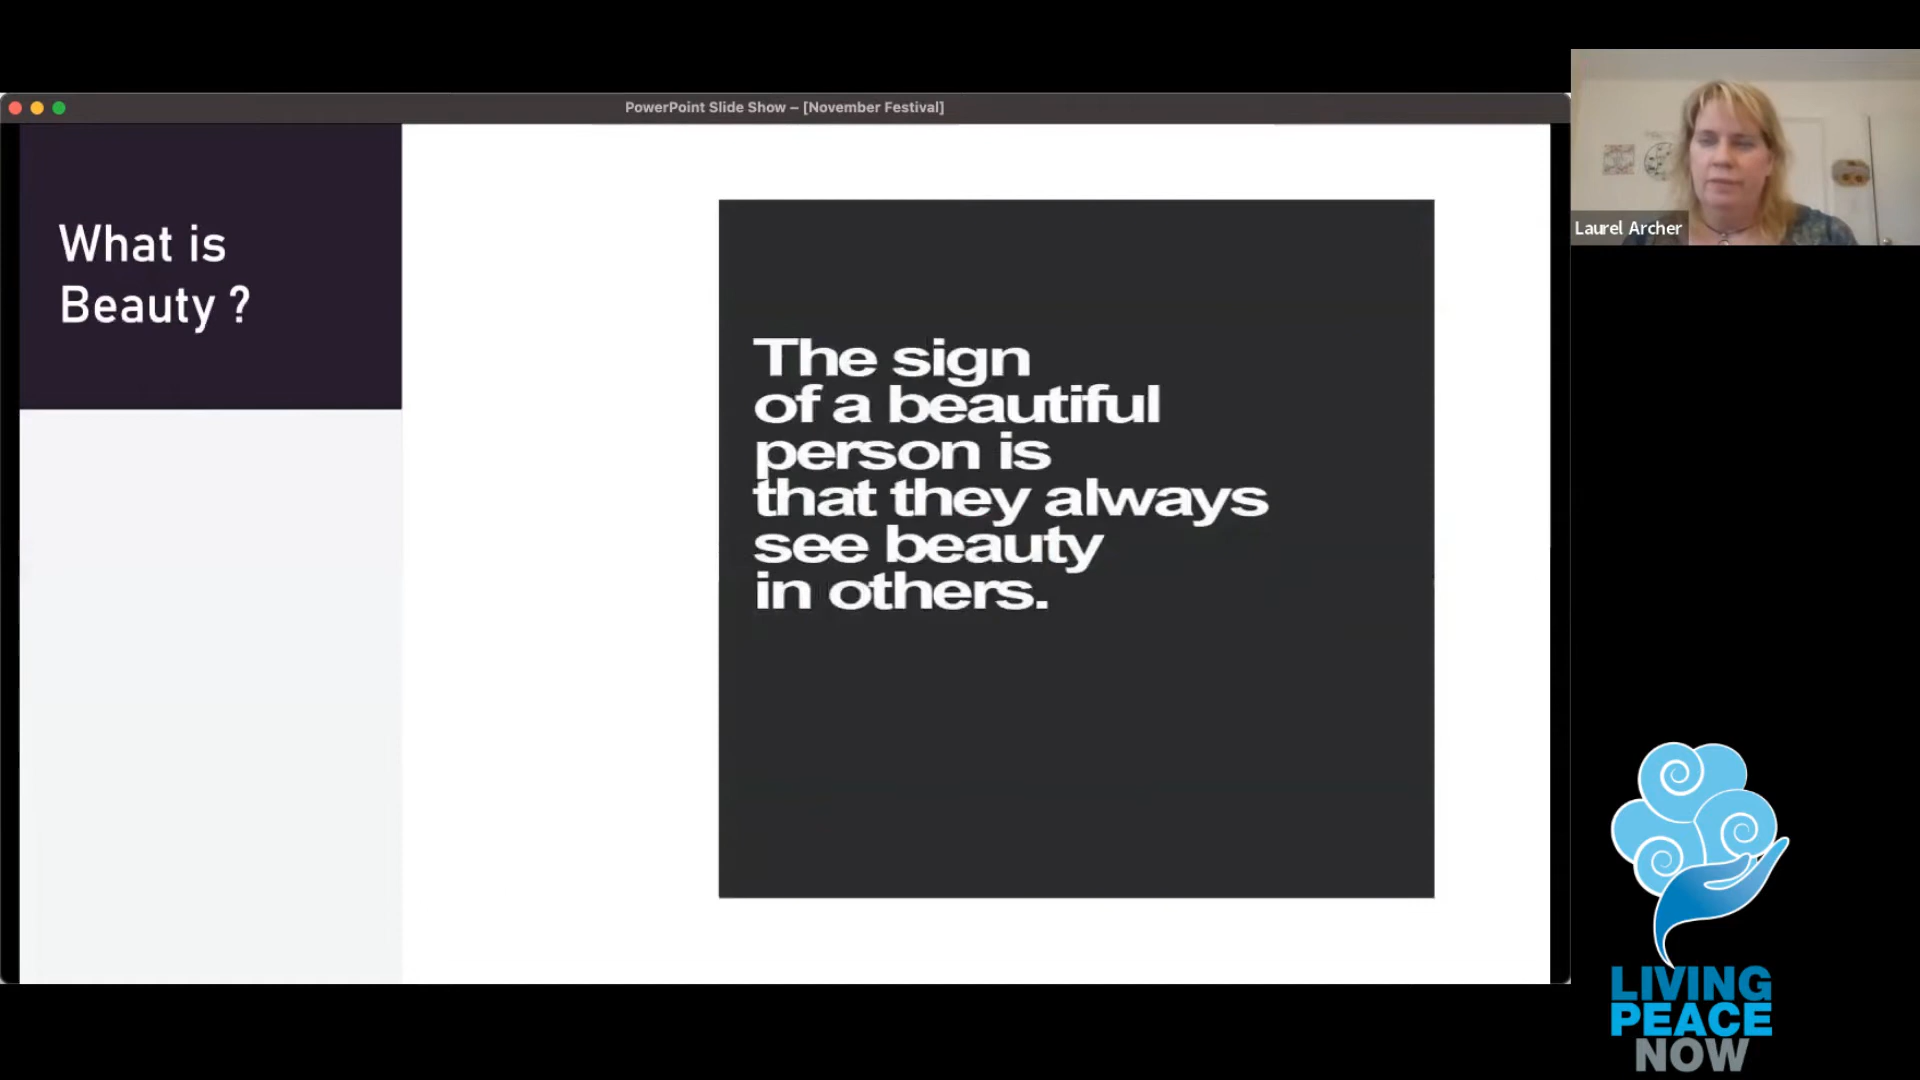 PowerPoint Slide Show – [November Festival]
What is
Beauty ?
The sign
of a beautiful
person is
that they always
see beauty
in others.
Laurel Archer
LIVING
PEACE
NOW